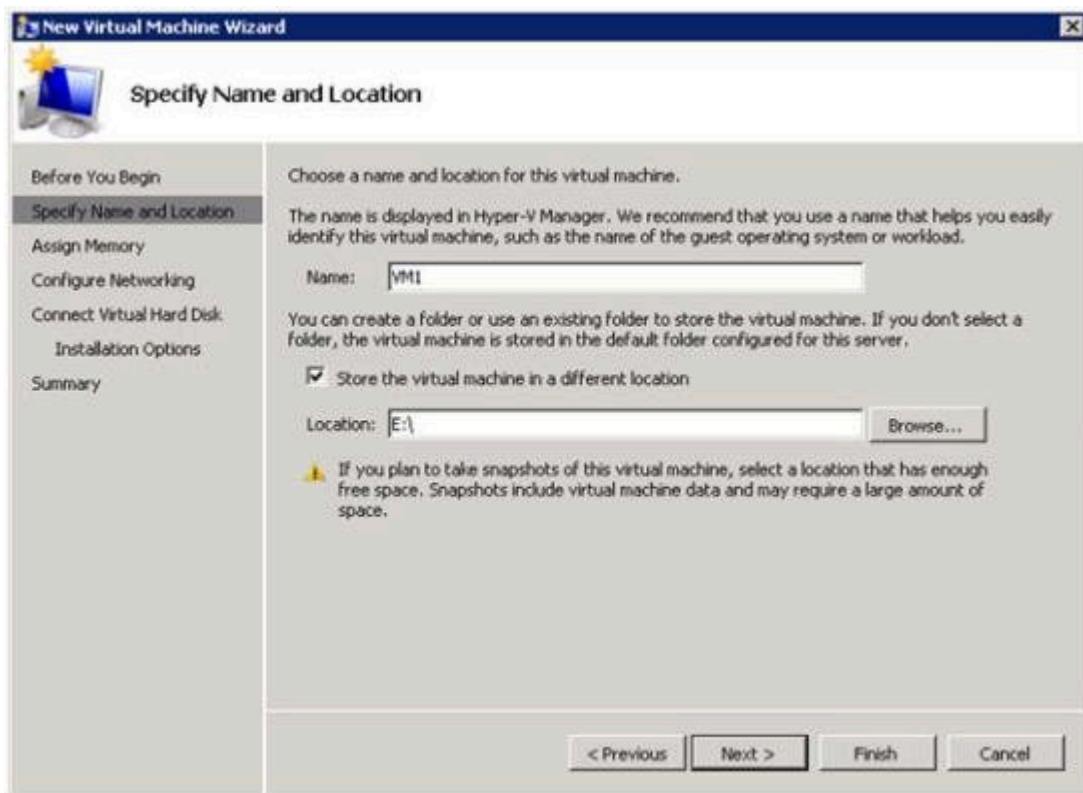 New Virtual Machine Wizard
Specify Name and Location
Before You Begin
Specify Name and Location
Assign Memory
Configure Networking
Connect Virtual Hard Disk
Installation Options
Summary
Choose a name and location for this virtual machine.
The name is displayed in Hyper-V Manager. We recommend that you use a name that helps you easily
identify this virtual machine, such as the name of the guest operating system or workload.
Name: VM1
You can create a folder or use an existing folder to store the virtual machine. If you don't select a
folder, the virtual machine is stored in the default folder configured for this server.
Store the virtual machine in a different location
Location: E:\ Browse...
If you plan to take snapshots of this virtual machine, select a location that has enough
free space. Snapshots include virtual machine data and may require a large amount of
space.
< Previous Next > Finish Cancel